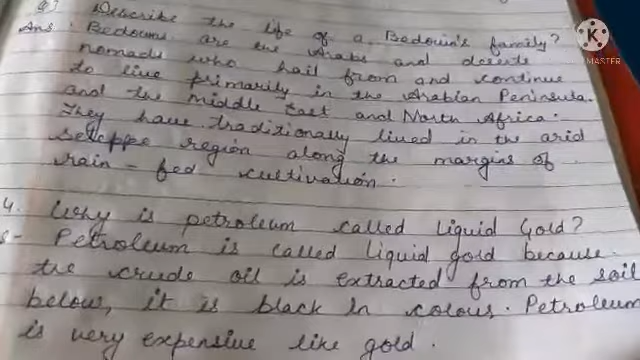 Describe the life of a Bedouin's family?
Ans: Bedouins are the Arabs and deserts
nomads who hail from and continue
to live primarily in the Arabian Peninsula.
and the middle East and North Africa.
They have traditionally lived in the arid
region along the margins of
rain-fed cultivation.
4. Why is petroleum called Liquid Gold?
Petroleum is called liquid gold because.
the crude oil is extracted from the soil
below, it is black In colour. Petroleum
is very expensive like gold.
K
MASTER